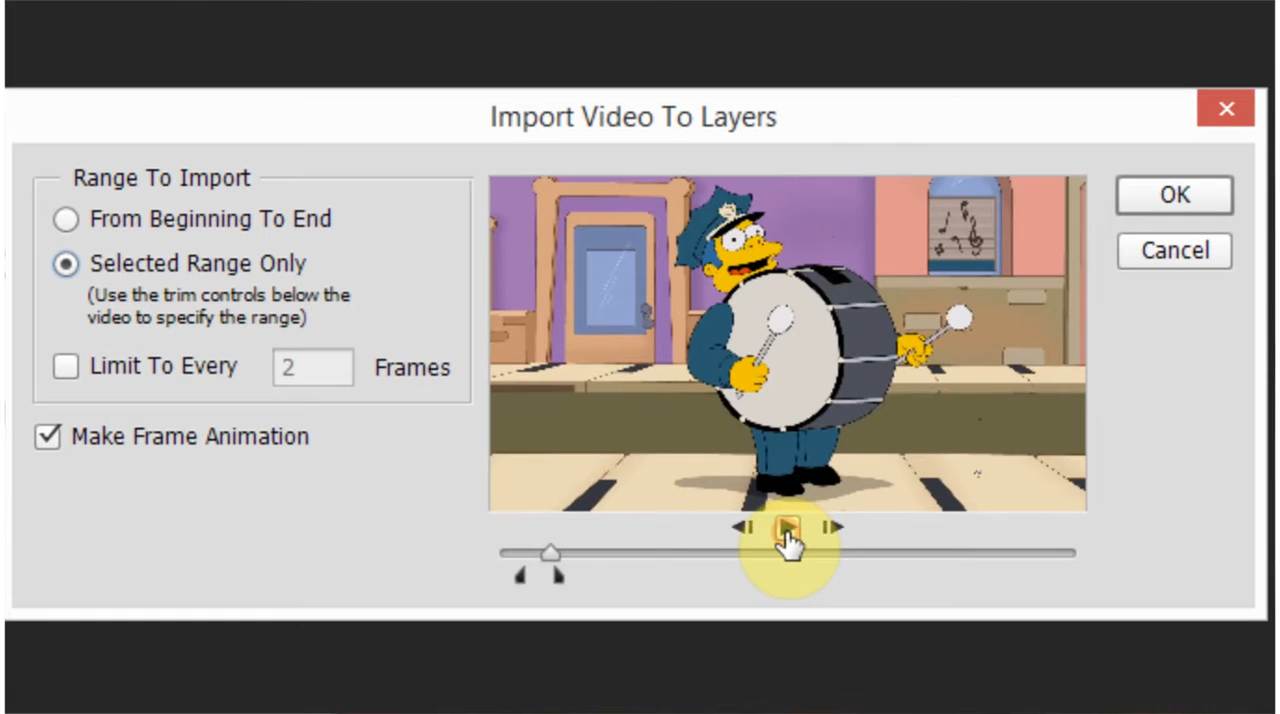 Import Video To Layers
Range To Import
From Beginning To End
Selected Range Only
(Use the trim controls below the
video to specify the range)
Limit To Every 2 Frames
Make Frame Animation
OK
Cancel